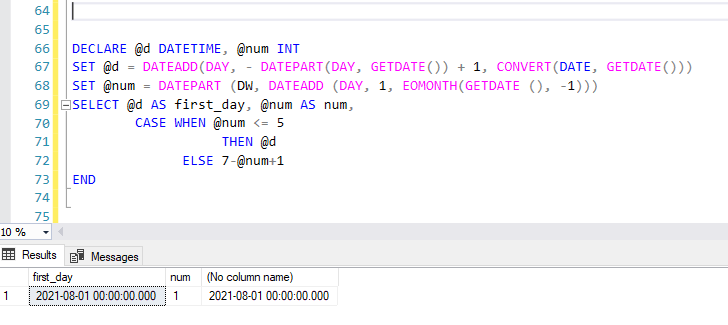 64
65
66 DECLARE @d DATETIME, @num INT
67 SET @d = DATEADD(DAY, - DATEPART(DAY, GETDATE()) + 1, CONVERT(DATE, GETDATE()))
68 SET @num = DATEPART (DW, DATEADD (DAY, 1, EOMONTH(GETDATE (), -1)))
69 SELECT @d AS first_day, @num AS num,
70 CASE WHEN @num <= 5
71 THEN @d
72 ELSE 7-@num+1
73 END
74
75
10 %
Results Messages
first_day num (No column name)
1 2021-08-01 00:00:00.000 1 2021-08-01 00:00:00.000